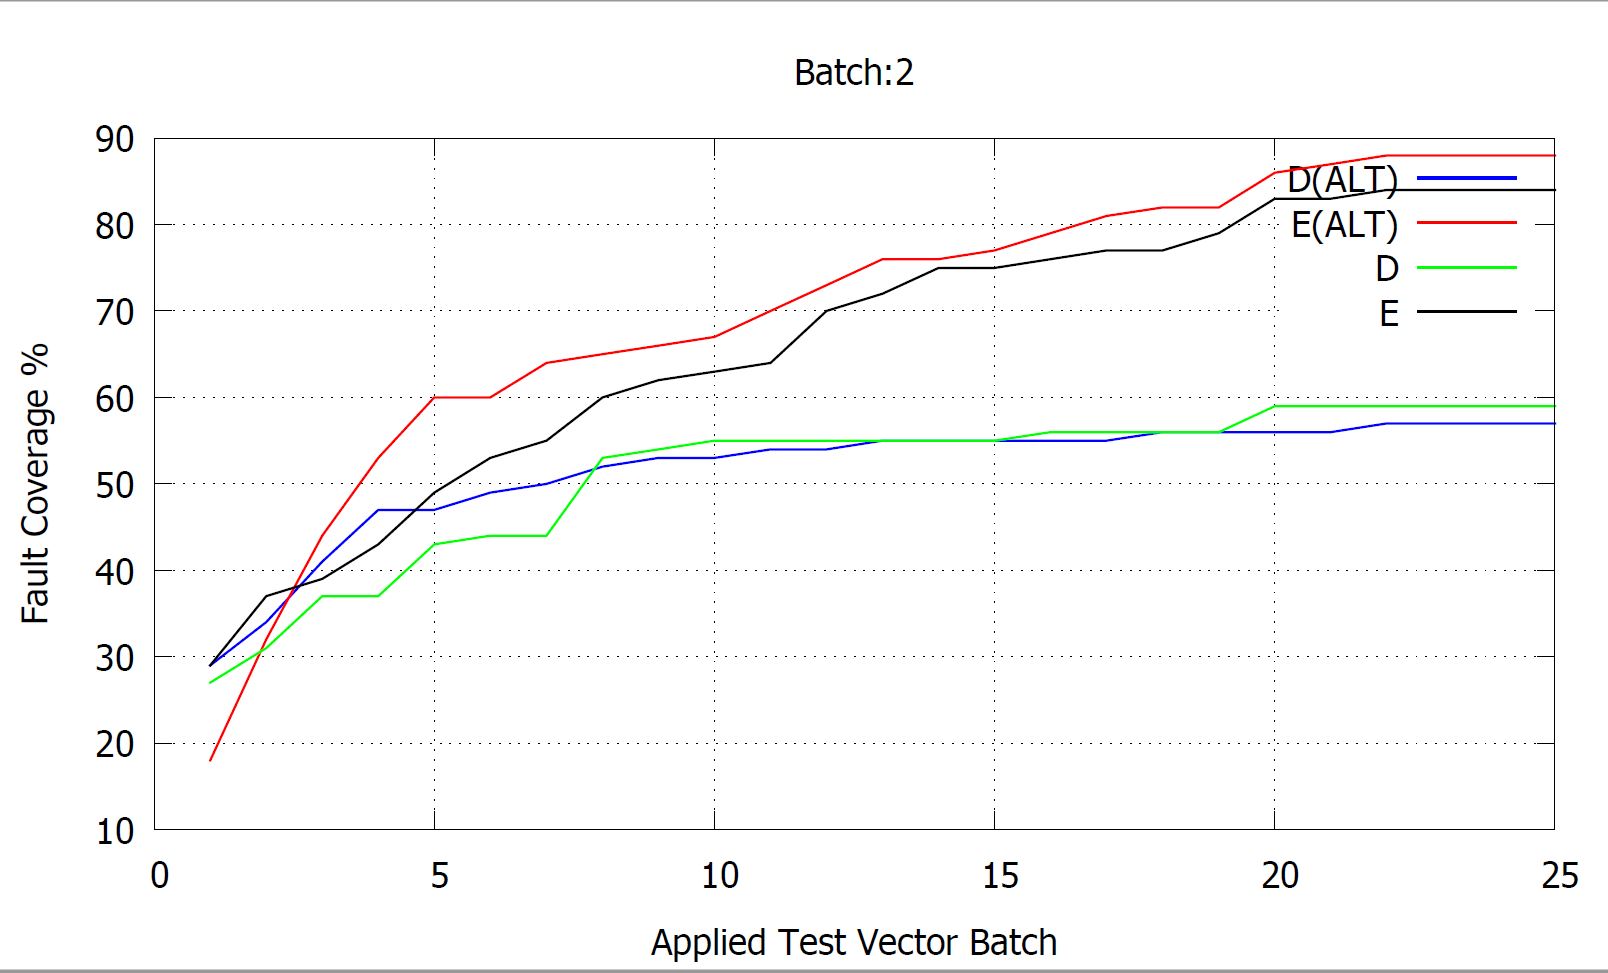 Batch:2
90
80
70
60
50
40
30
20
10
Fault Coverage %
D(ALT)
E(ALT)
D
E
0 5 10 15 20 25
Applied Test Vector Batch